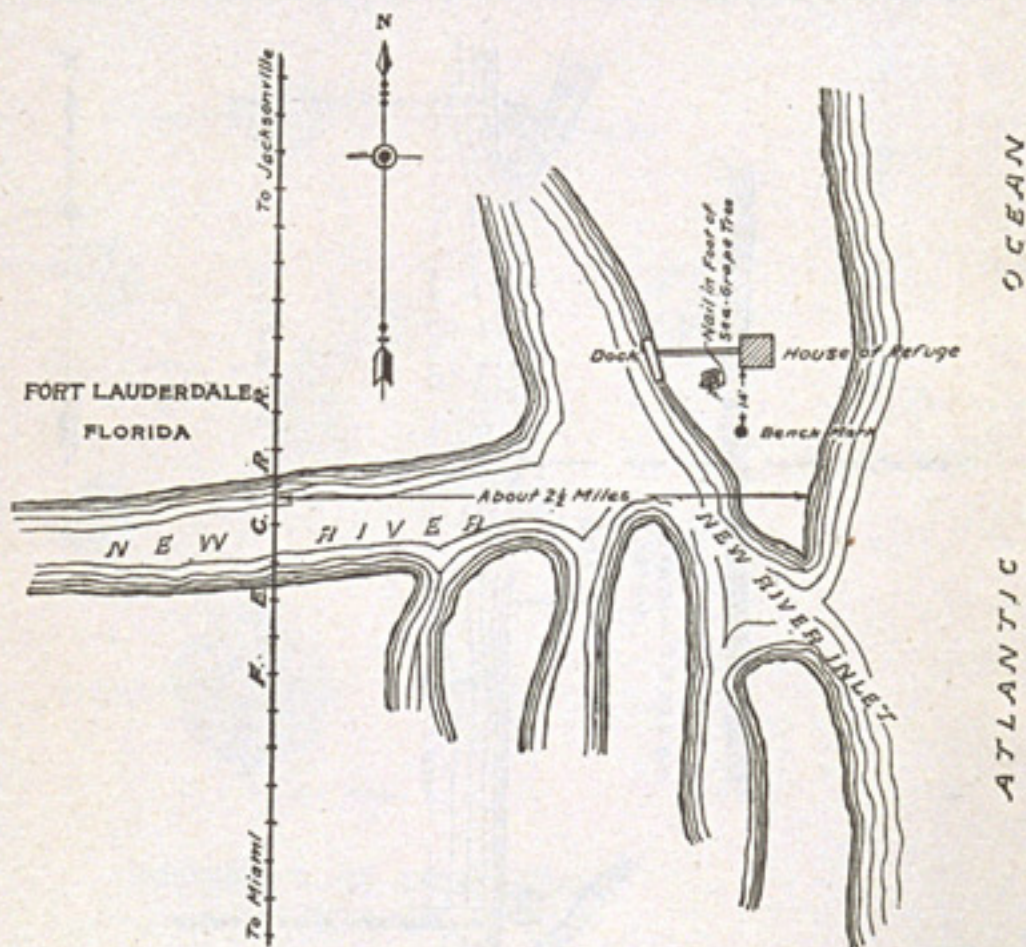 N
To Jacksonville
OCEAN
Nail in Foot of
Sea-Grape Tree
Dock
House of Refuge
FORT LAUDERDALE
FLORIDA
14'
Bench Mark
F. E. C. R. R.
About 2½ Miles
NEW RIVER
NEW RIVER INLET
ATLANTIC
To Miami